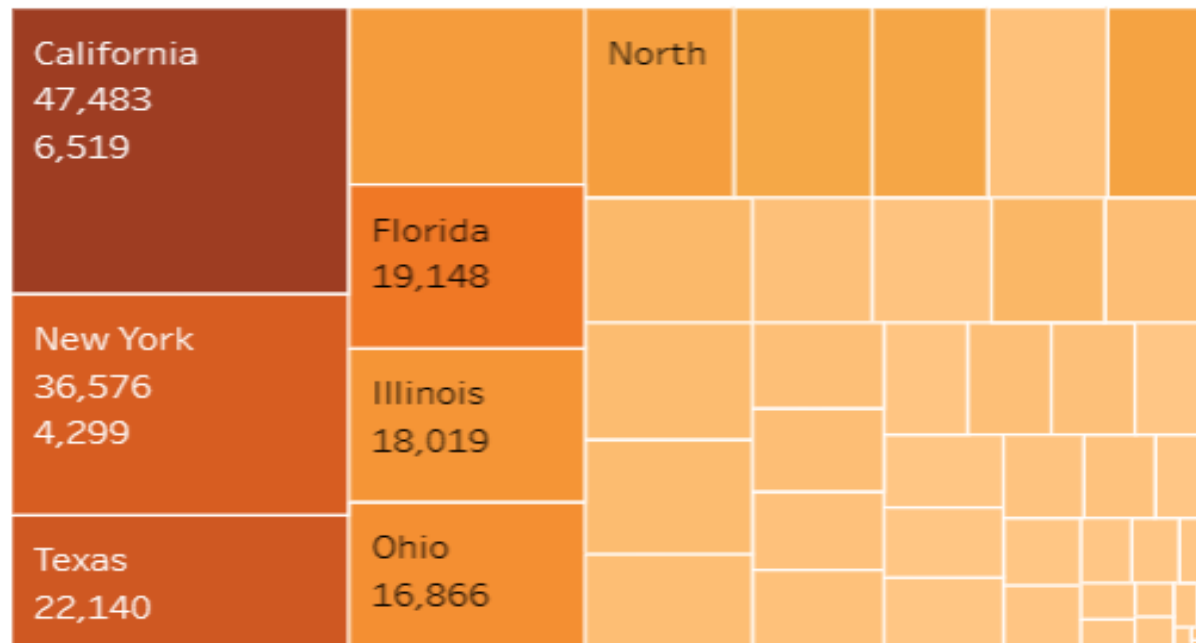 California
47,483
6,519
New York
36,576
4,299
Texas
22,140
Florida
19,148
Illinois
18,019
Ohio
16,866
North